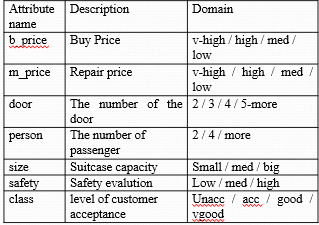 Attribute name Description Domain
b_price Buy Price v-high / high / med / low
m_price Repair price v-high / high / med / low
door The number of the door 2 / 3 / 4 / 5-more
person The number of passenger 2 / 4 / more
size Suitcase capacity Small / med / big
safety Safety evalution Low / med / high
class level of customer acceptance Unacc / acc / good / vgood